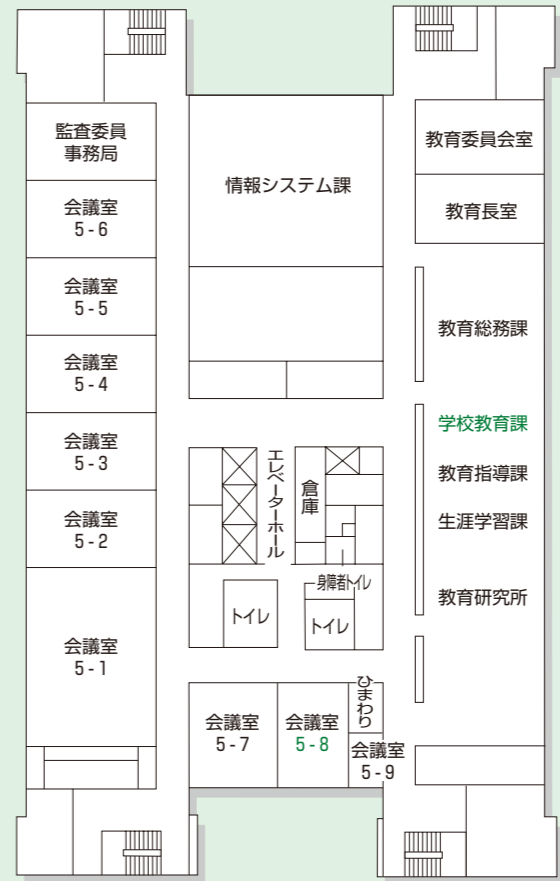 監査委員
事務局
会議室
5-6
会議室
5-5
会議室
5-4
会議室
5-3
会議室
5-2
会議室
5-1
情報システム課
エレベーターホール
倉庫
身障者トイレ
トイレ
トイレ
会議室
5-7
会議室
5-8
ひまわり
会議室
5-9
教育委員会室
教育長室
教育総務課
学校教育課
教育指導課
生涯学習課
教育研究所